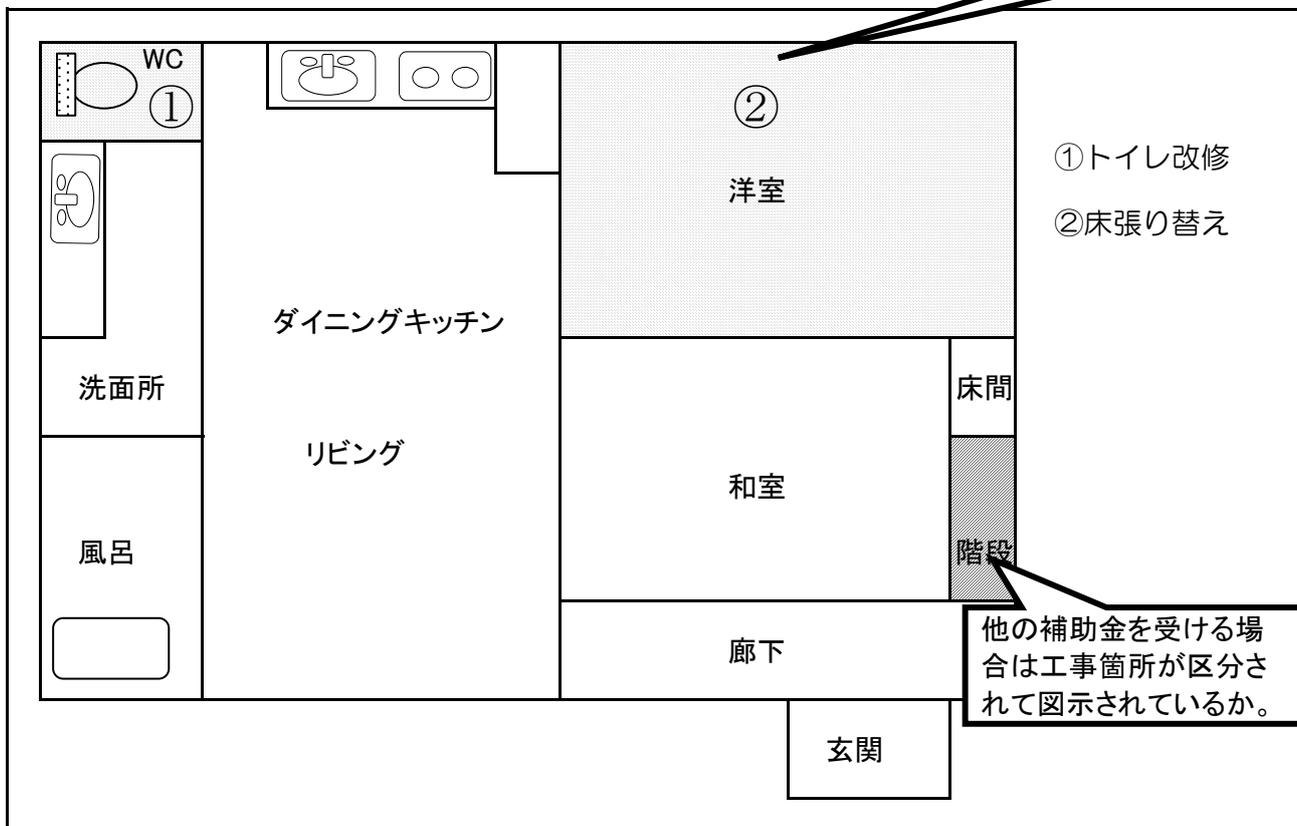 WC
①
②
洋室
①トイレ改修
②床張り替え
ダイニングキッチン
洗面所
床間
リビング
和室
風呂
階段
他の補助金を受ける場
合は工事箇所が区分さ
れて図示されているか。
廊下
玄関